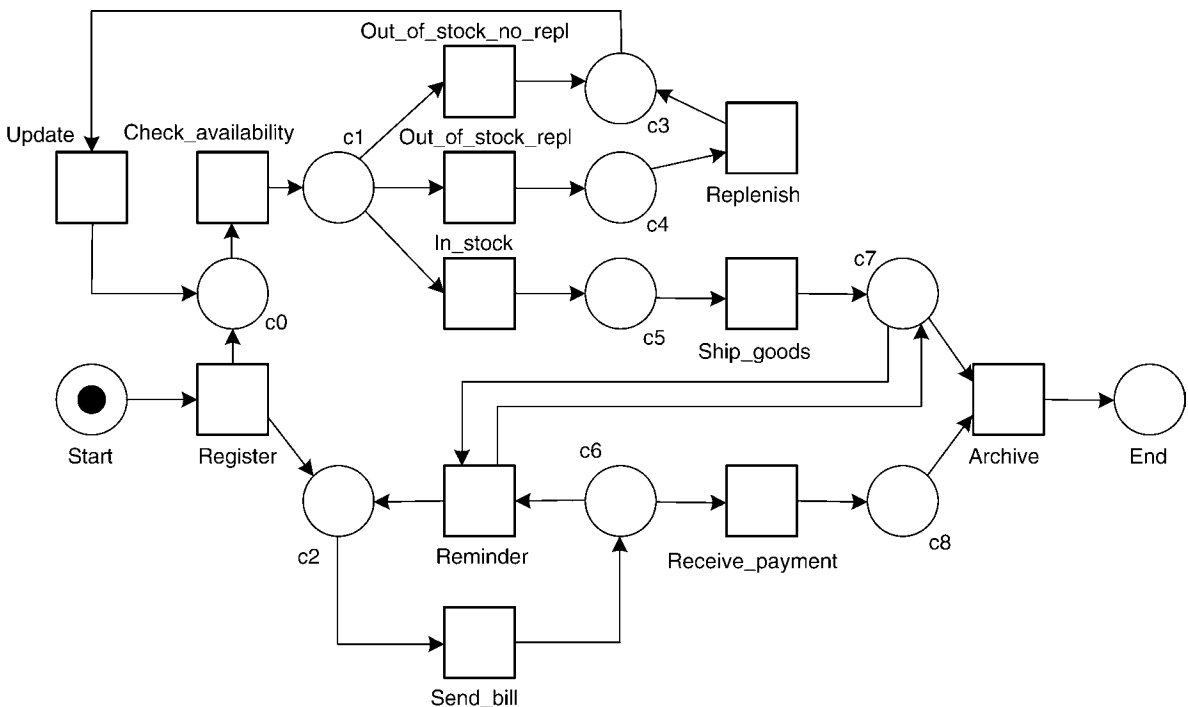 Out_of_stock_no_repl
Update
Check_availability
c1
Out_of_stock_repl
c3
Replenish
c4
In_stock
c7
c0
c5
Ship_goods
Start
Register
c6
Archive
End
c2
Reminder
Receive_payment
c8
Send_bill